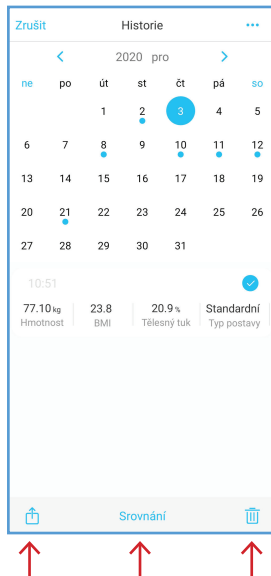 Zrušit Historie ...
< 2020 pro >
ne po út st čt pá so
1 2 3 4 5
6 7 8 9 10 11 12
13 14 15 16 17 18 19
20 21 22 23 24 25 26
27 28 29 30 31
10:51
77.10 kg 23.8 20.9 % Standardní
Hmotnost BMI Tělesný tuk Typ postavy
Srovnání